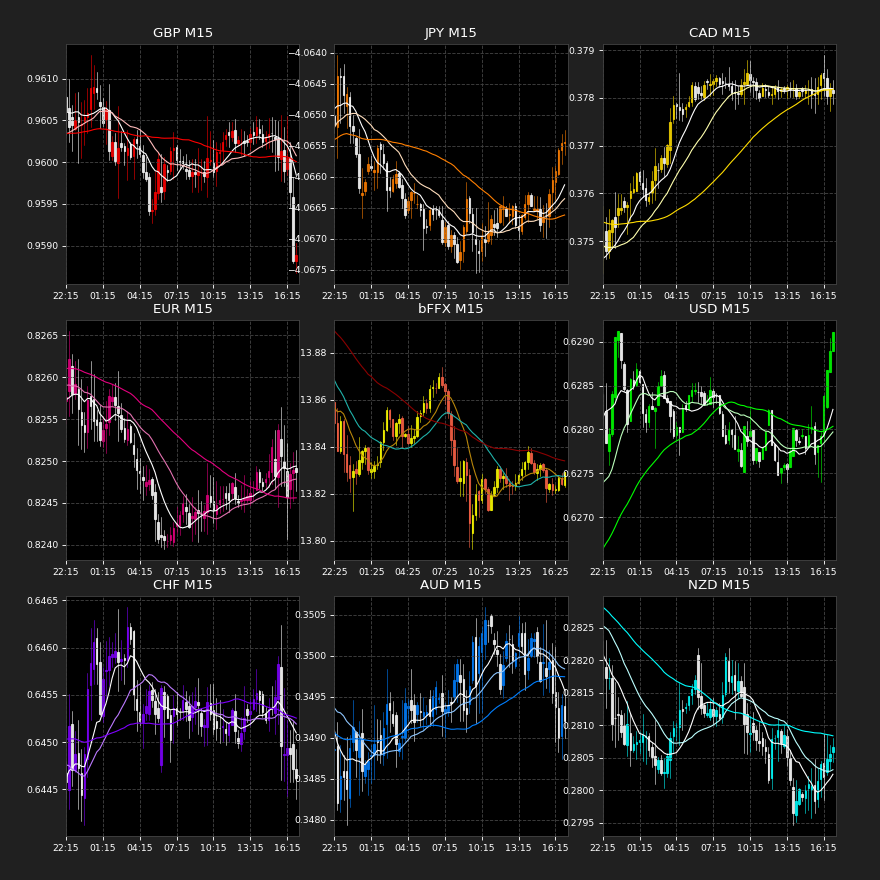 GBP M15
JPY M15
CAD M15
0.9610
0.9605
0.9600
0.9595
0.9590
22:15 01:15 04:15 07:15 10:15 13:15 16:15
−4.0640
−4.0645
−4.0650
−4.0655
−4.0660
−4.0665
−4.0670
−4.0675
22:15 01:15 04:15 07:15 10:15 13:15 16:15
0.379
0.378
0.377
0.376
0.375
22:15 01:15 04:15 07:15 10:15 13:15 16:15
EUR M15
bFFX M15
USD M15
0.8265
0.8260
0.8255
0.8250
0.8245
0.8240
22:15 01:15 04:15 07:15 10:15 13:15 16:15
13.88
13.86
13.84
13.82
13.80
22:25 01:25 04:25 07:25 10:25 13:25 16:25
0.6290
0.6285
0.6280
0.6275
0.6270
22:15 01:15 04:15 07:15 10:15 13:15 16:15
CHF M15
AUD M15
NZD M15
0.6465
0.6460
0.6455
0.6450
0.6445
22:15 01:15 04:15 07:15 10:15 13:15 16:15
0.3505
0.3500
0.3495
0.3490
0.3485
0.3480
22:15 01:15 04:15 07:15 10:15 13:15 16:15
0.2825
0.2820
0.2815
0.2810
0.2805
0.2800
0.2795
22:15 01:15 04:15 07:15 10:15 13:15 16:15